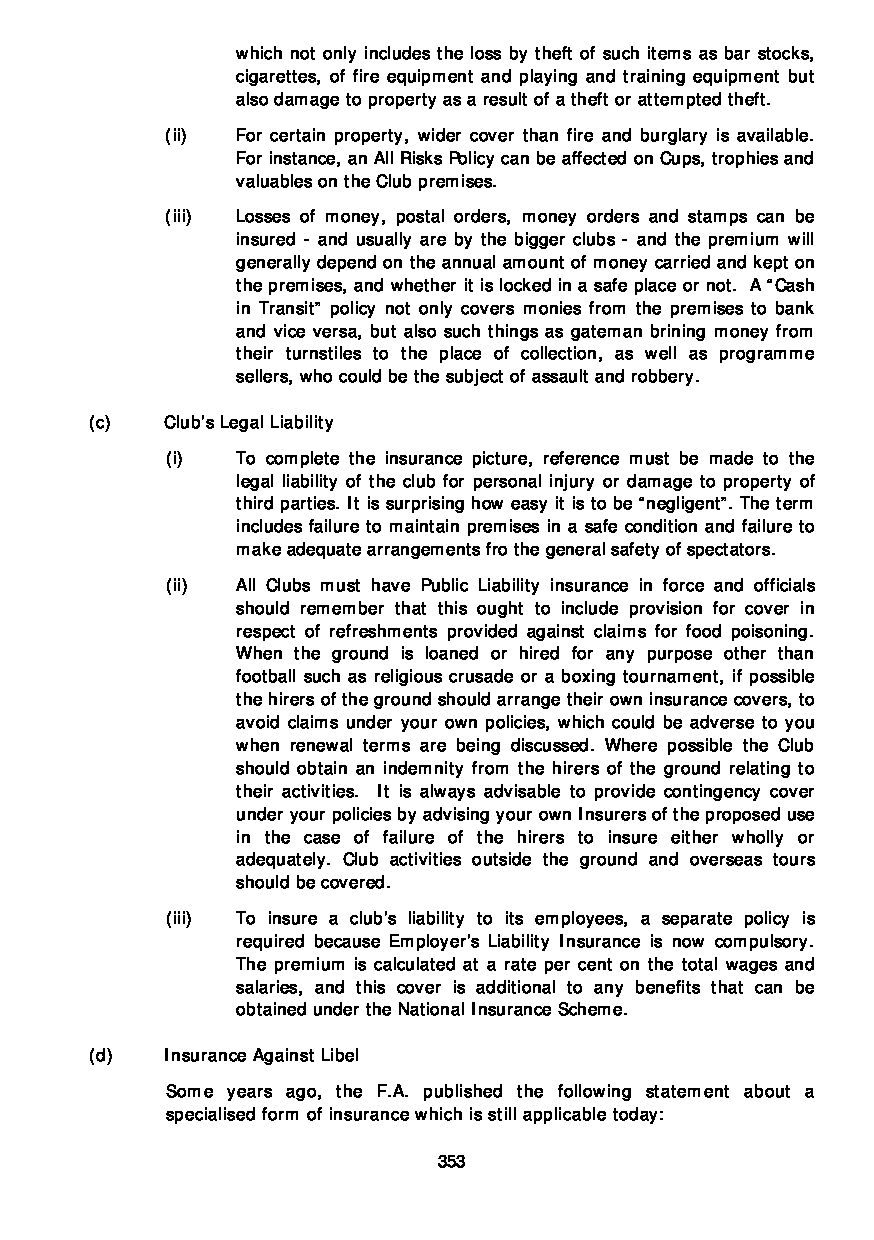 which not only includes the loss by theft of such items as bar stocks,
cigarettes, of fire equipment and playing and training equipment but
also damage to property as a result of a theft or attempted theft.
(ii) For certain property, wider cover than fire and burglary is available.
For instance, an All Risks Policy can be affected on Cups, trophies and
valuables on the Club premises.
(iii) Losses of money, postal orders, money orders and stamps can be
insured - and usually are by the bigger clubs - and the premium will
generally depend on the annual amount of money carried and kept on
the premises, and whether it is locked in a safe place or not. A “Cash
in Transit” policy not only covers monies from the premises to bank
and vice versa, but also such things as gateman brining money from
their turnstiles to the place of collection, as well as programme
sellers, who could be the subject of assault and robbery.
(c) Club's Legal Liability
(i) To complete the insurance picture, reference must be made to the
legal liability of the club for personal injury or damage to property of
third parties. It is surprising how easy it is to be “negligent”. The term
includes failure to maintain premises in a safe condition and failure to
make adequate arrangements fro the general safety of spectators.
(ii) All Clubs must have Public Liability insurance in force and officials
should remember that this ought to include provision for cover in
respect of refreshments provided against claims for food poisoning.
When the ground is loaned or hired for any purpose other than
football such as religious crusade or a boxing tournament, if possible
the hirers of the ground should arrange their own insurance covers, to
avoid claims under your own policies, which could be adverse to you
when renewal terms are being discussed. Where possible the Club
should obtain an indemnity from the hirers of the ground relating to
their activities. It is always advisable to provide contingency cover
under your policies by advising your own Insurers of the proposed use
in the case of failure of the hirers to insure either wholly or
adequately. Club activities outside the ground and overseas tours
should be covered.
(iii) To insure a club's liability to its employees, a separate policy is
required because Employer's Liability Insurance is now compulsory.
The premium is calculated at a rate per cent on the total wages and
salaries, and this cover is additional to any benefits that can be
obtained under the National Insurance Scheme.
(d) Insurance Against Libel
Some years ago, the F.A. published the following statement about a
specialised form of insurance which is still applicable today:
353